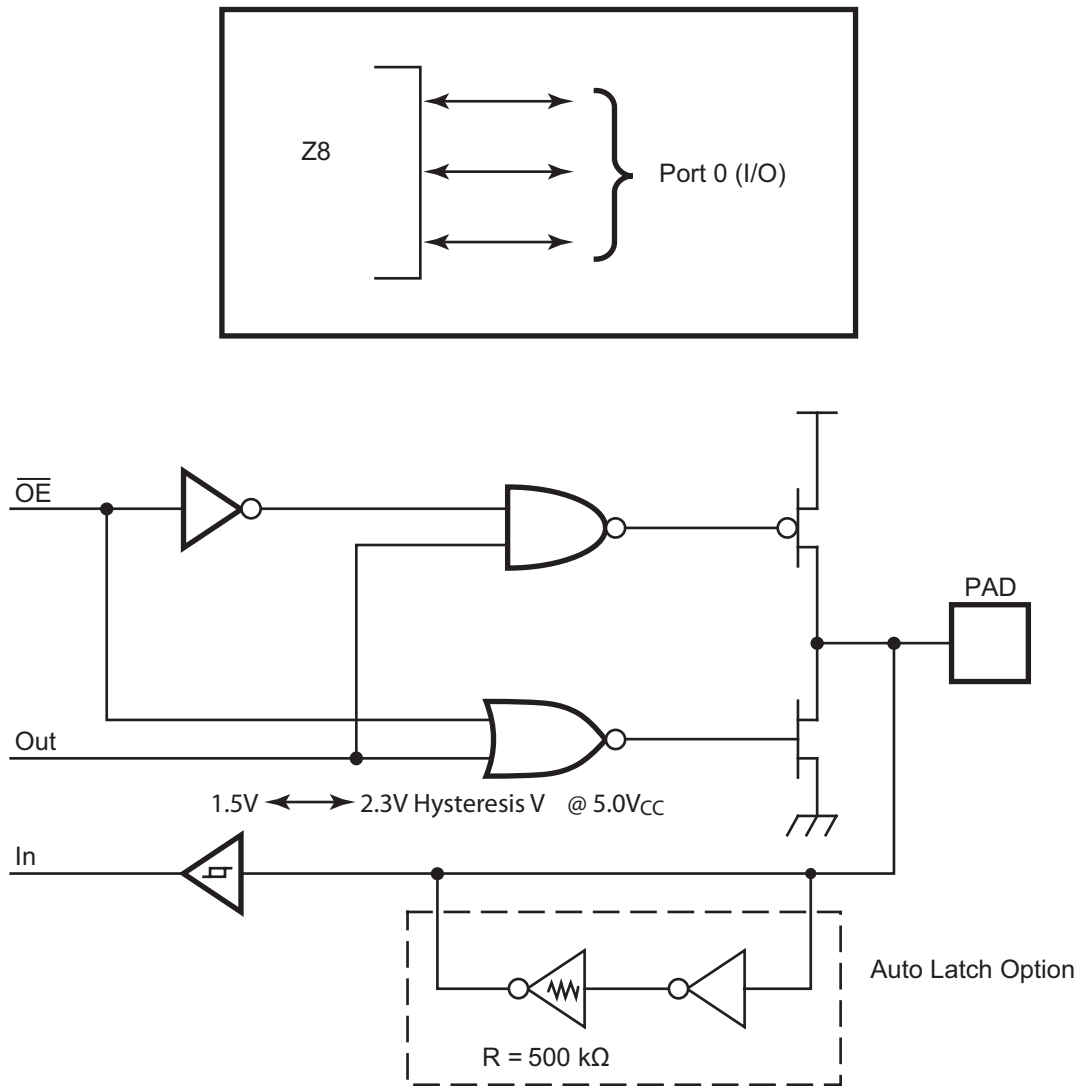 Z8
Port 0 (I/O)
OE
PAD
Out
1.5V 2.3V Hysteresis V @ 5.0VCC
In
Auto Latch Option
R = 500 kΩ